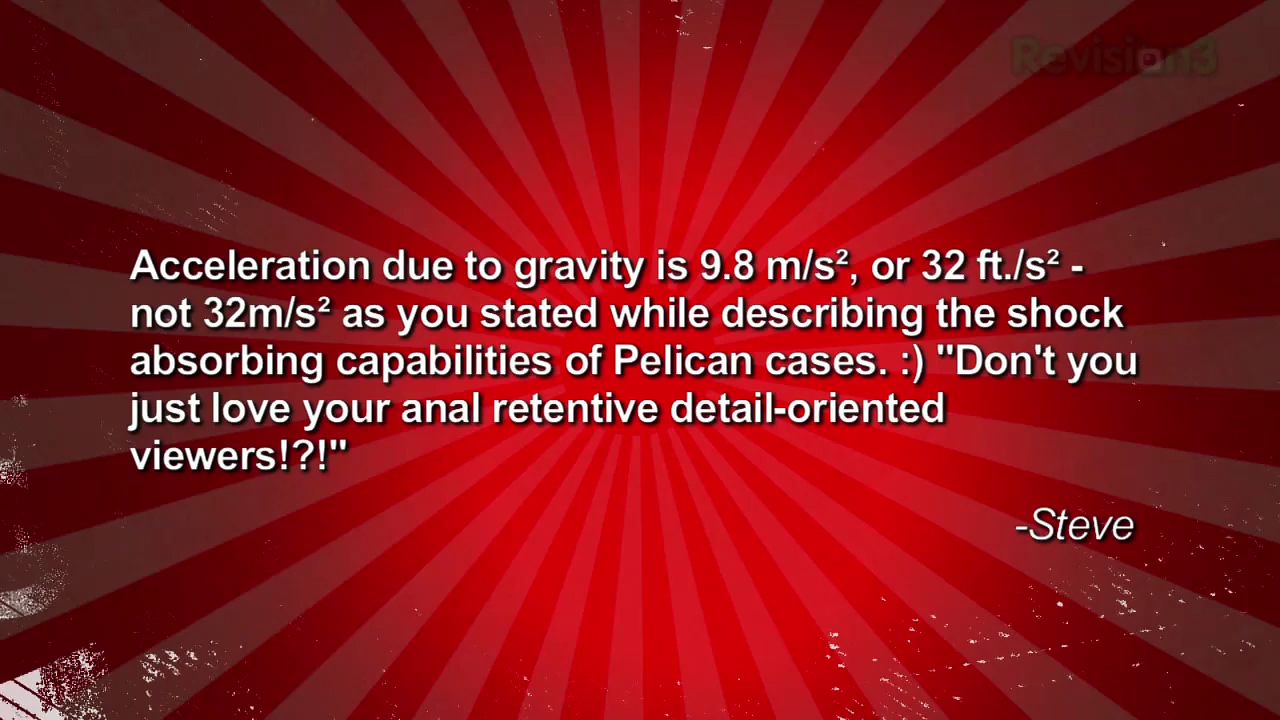 Revision3
Acceleration due to gravity is 9.8 m/s², or 32 ft./s² -
not 32m/s² as you stated while describing the shock
absorbing capabilities of Pelican cases. :) "Don't you
just love your anal retentive detail-oriented
viewers!?!"
-Steve